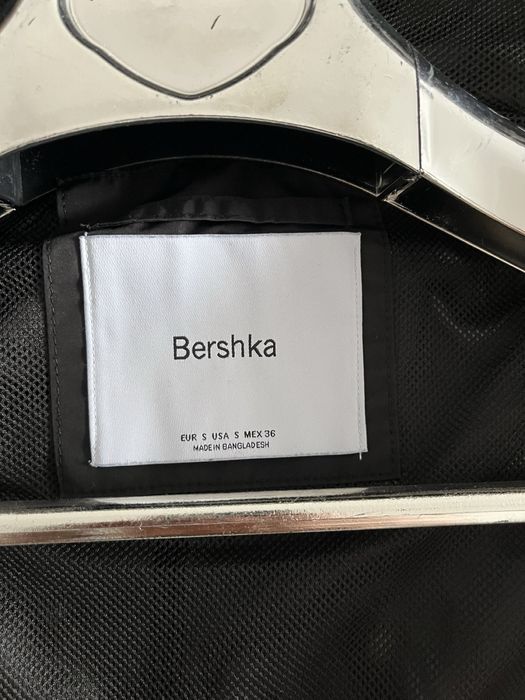 Bershka
EUR S USA S MEX 36
MADE IN BANGLADESH